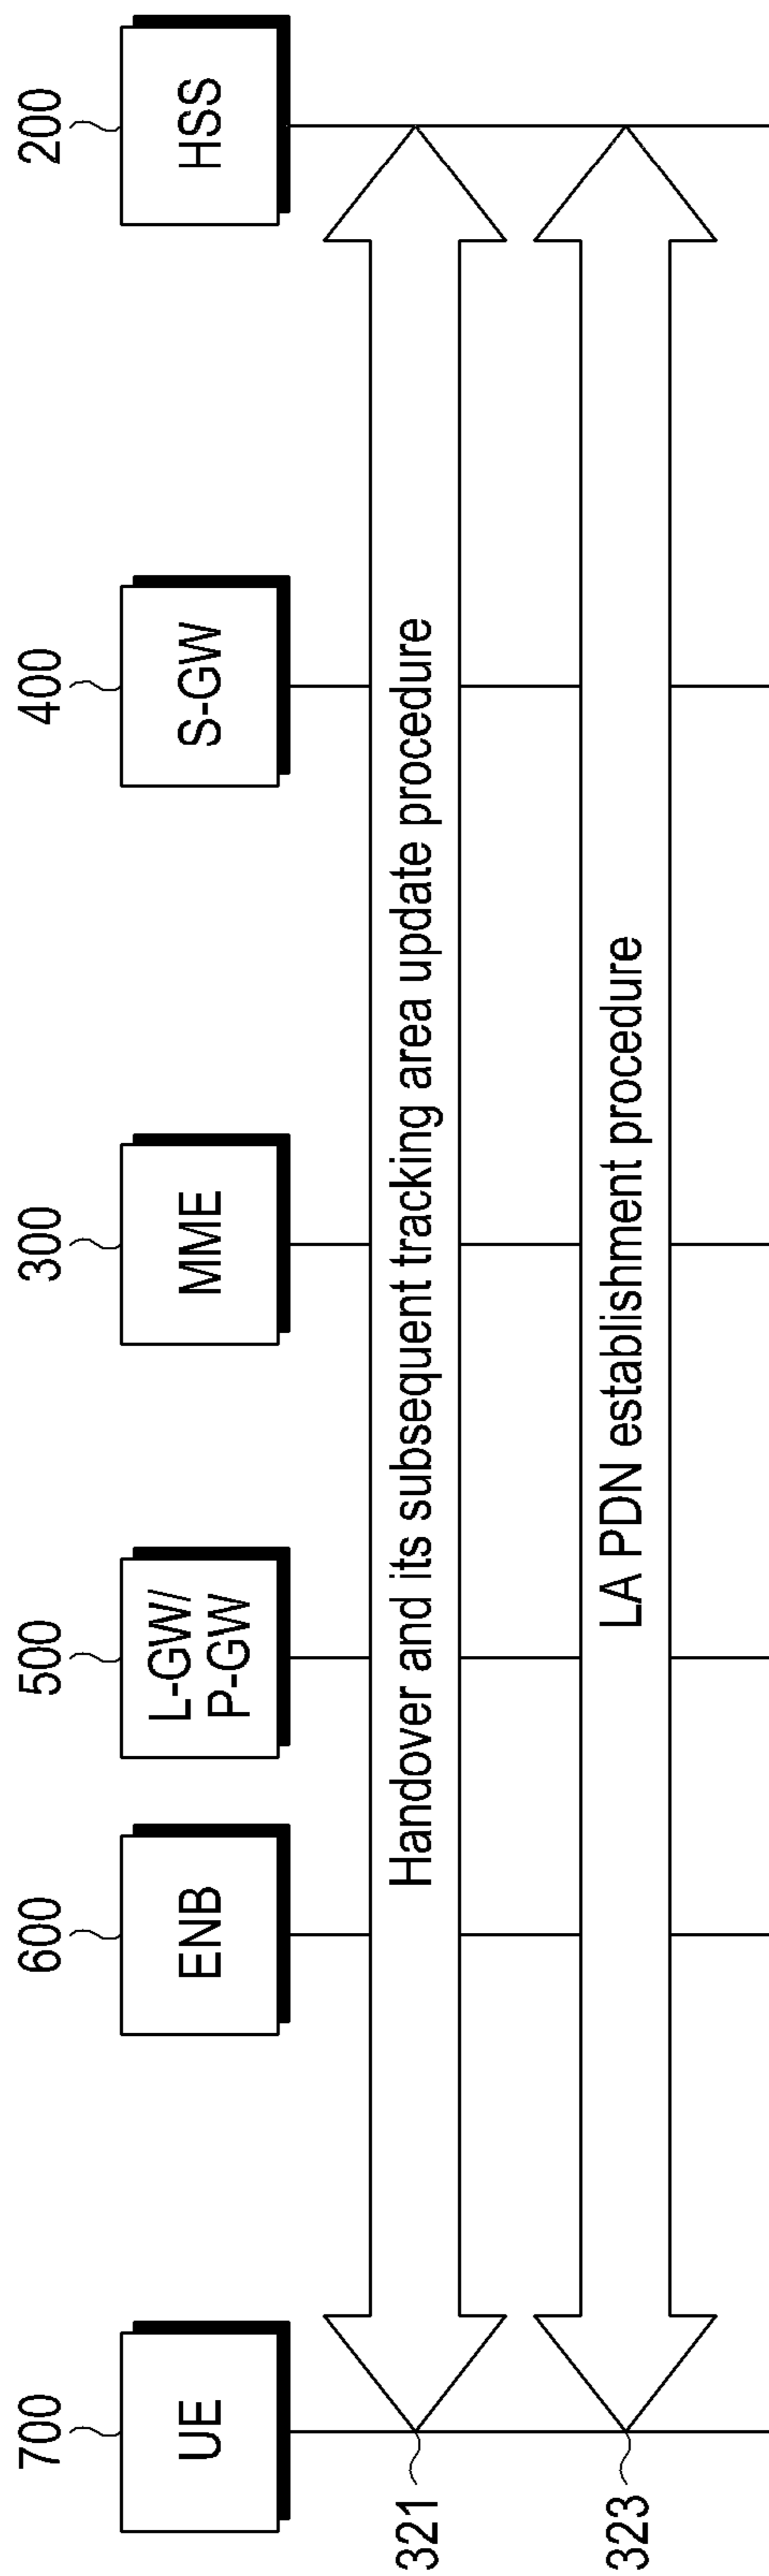 700
600
500
300
400
200
UE
ENB
L-GW/
P-GW
MME
S-GW
HSS
321
Handover and its subsequent tracking area update procedure
323
LA PDN establishment procedure